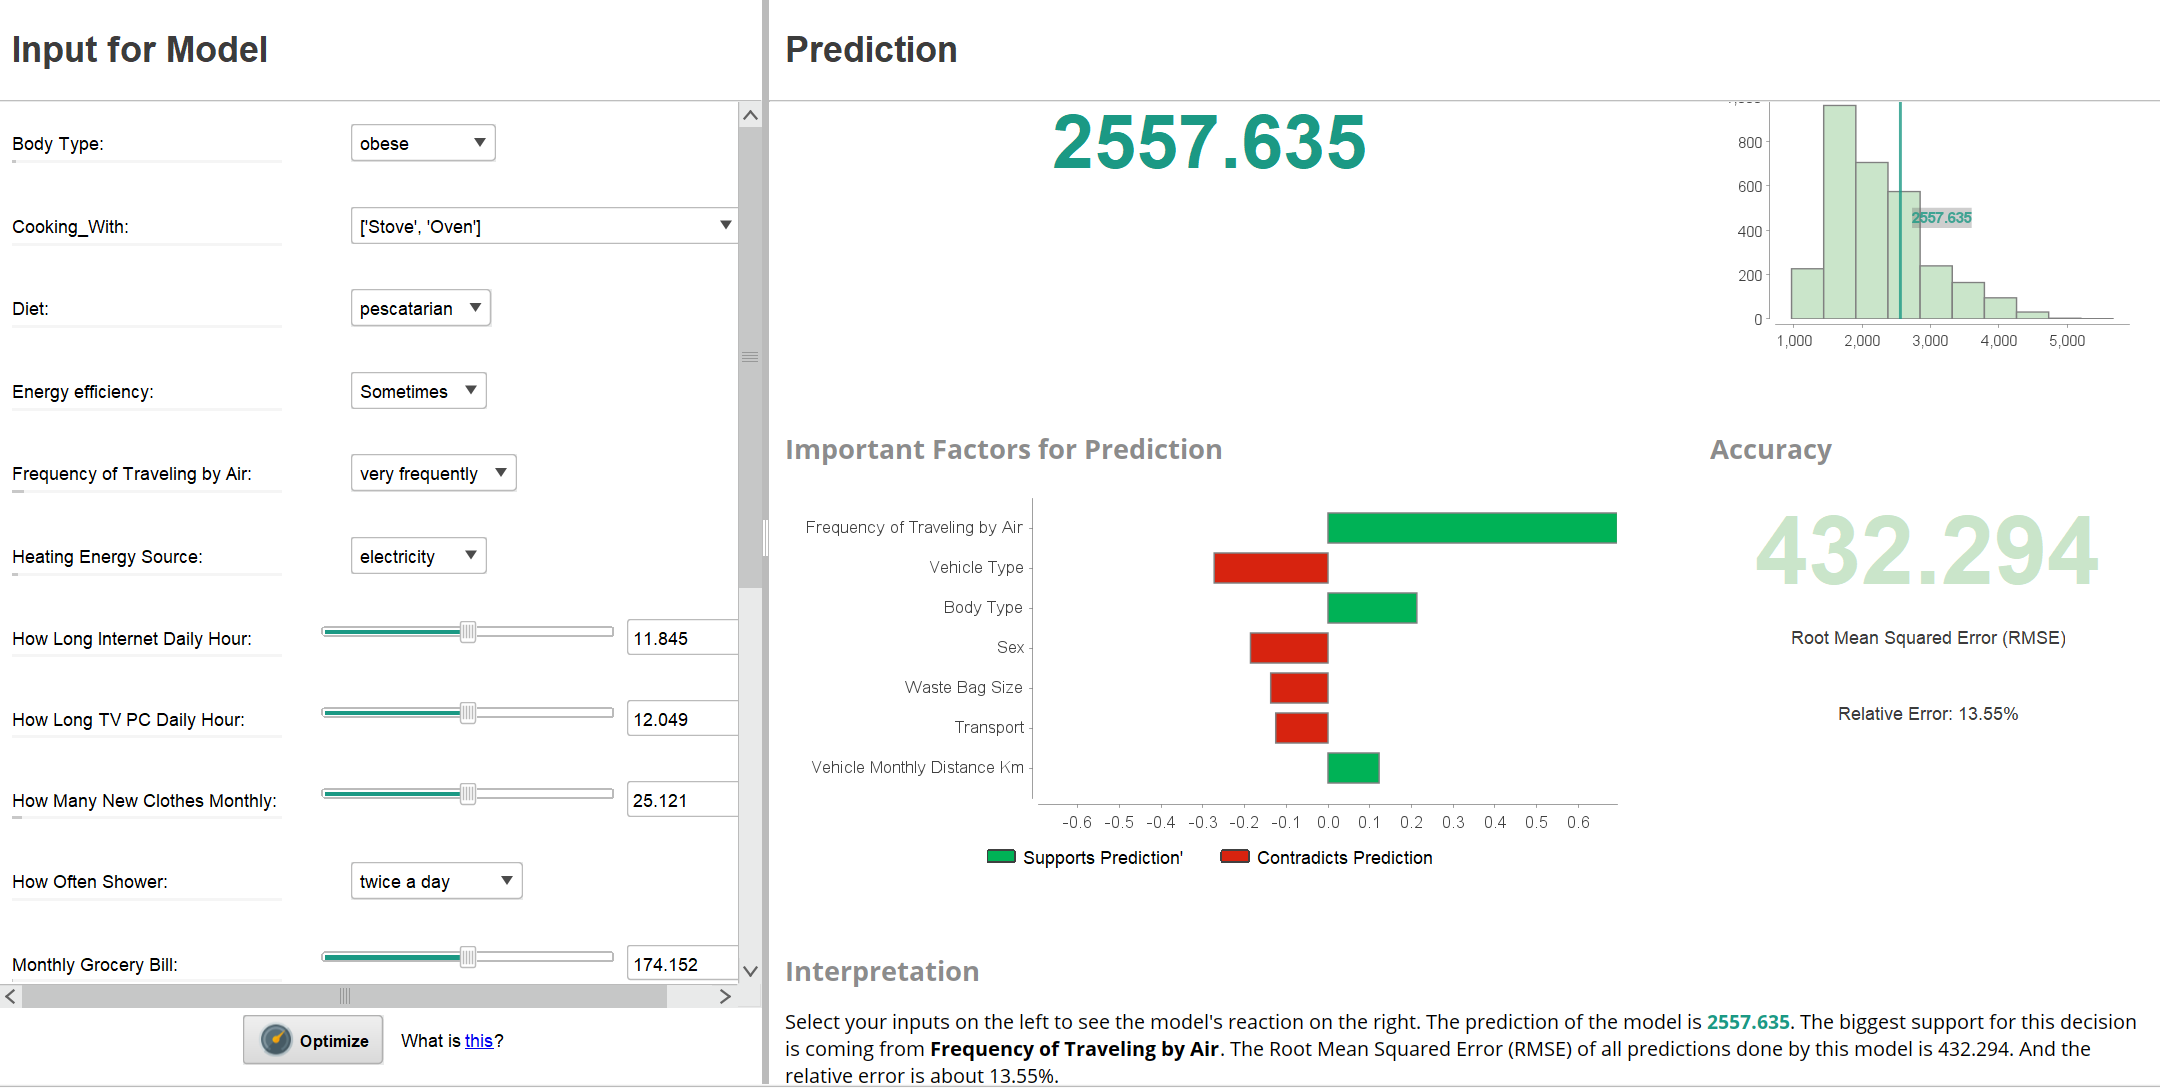 Input for Model
Body Type:
obese
Cooking_With:
['Stove', 'Oven']
Diet:
pescatarian
Energy efficiency:
Sometimes
Frequency of Traveling by Air:
very frequently
Heating Energy Source:
electricity
How Long Internet Daily Hour:
11.845
How Long TV PC Daily Hour:
12.049
How Many New Clothes Monthly:
25.121
How Often Shower:
twice a day
Monthly Grocery Bill:
174.152
Optimize
What is this?
Prediction
2557.635
800
600
400
200
0
2557.635
1,000 2,000 3,000 4,000 5,000
Important Factors for Prediction
Frequency of Traveling by Air
Vehicle Type
Body Type
Sex
Waste Bag Size
Transport
Vehicle Monthly Distance Km
-0.6 -0.5 -0.4 -0.3 -0.2 -0.1 0.0 0.1 0.2 0.3 0.4 0.5 0.6
Supports Prediction' Contradicts Prediction
Accuracy
432.294
Root Mean Squared Error (RMSE)
Relative Error: 13.55%
Interpretation
Select your inputs on the left to see the model's reaction on the right. The prediction of the model is 2557.635. The biggest support for this decision
is coming from Frequency of Traveling by Air. The Root Mean Squared Error (RMSE) of all predictions done by this model is 432.294. And the
relative error is about 13.55%.